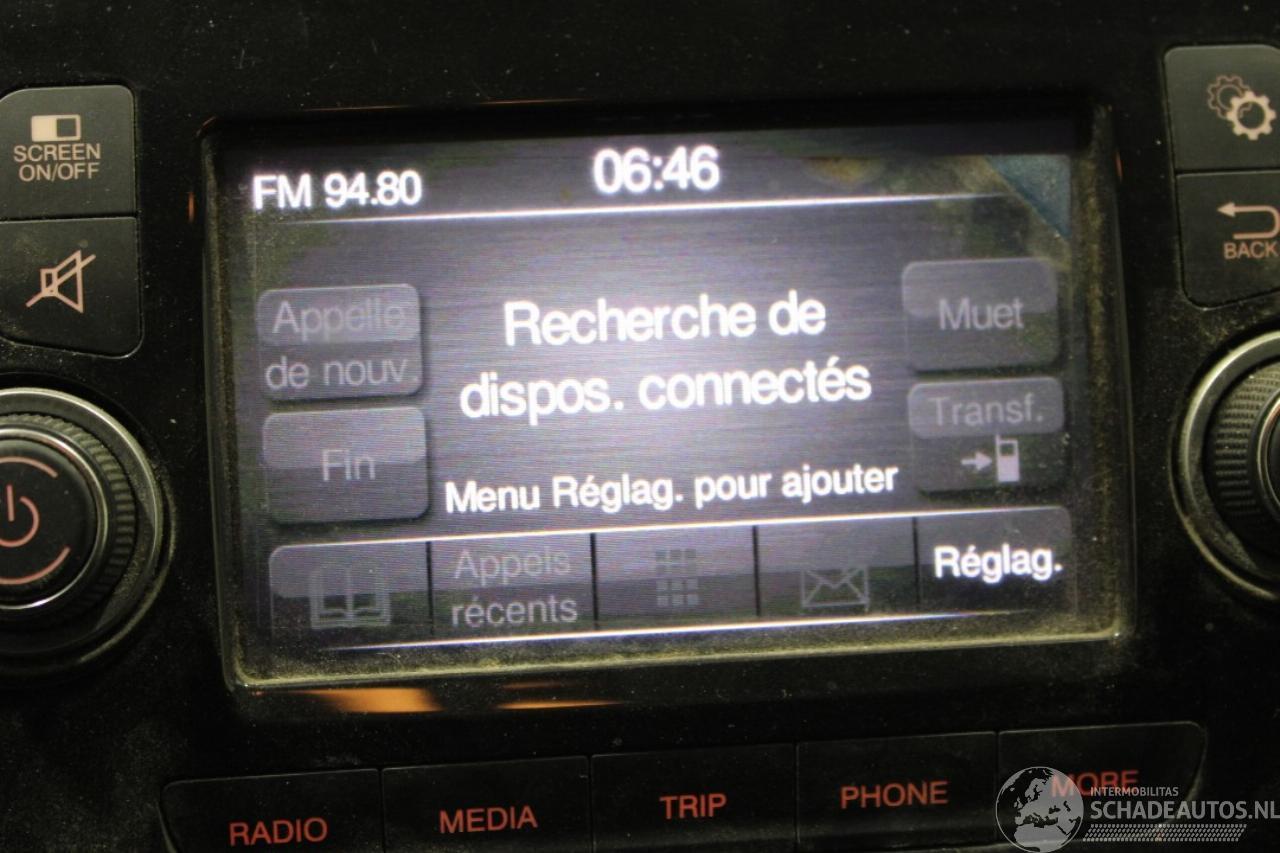 SCREEN
ON/OFF
FM 94.80
06:46
BACK
Appelle
de nouv.
Recherche de
dispos. connectés
Muet
Fin
Transf.
Menu Réglag. pour ajouter
Appels
récents
Réglag.
RADIO
MEDIA
TRIP
PHONE
MORE
INTERMOBILITAS
SCHADEAUTOS.NL